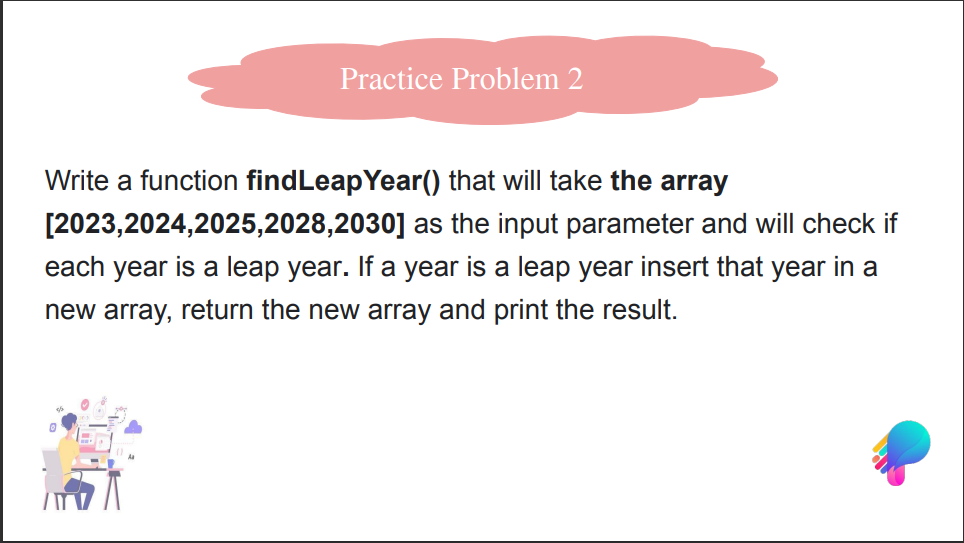 Practice Problem 2
Write a function findLeapYear() that will take the array
[2023,2024,2025,2028,2030] as the input parameter and will check if
each year is a leap year. If a year is a leap year insert that year in a
new array, return the new array and print the result.